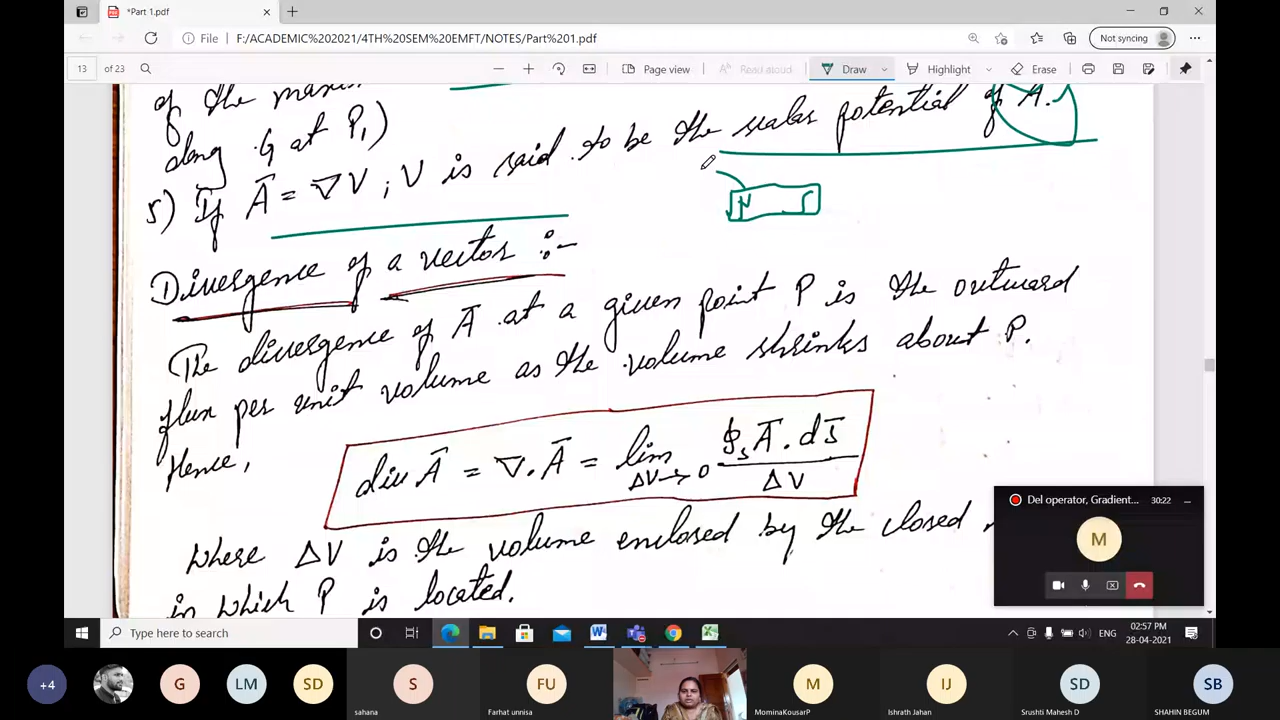 *Part 1.pdf
File F:/ACADEMIC%202021/4TH%20SEM%20EMFT/NOTES/Part%201.pdf
Not syncing
13 of 23
Page view
Read aloud
Draw
Highlight
Erase
of the
along G at P,)
5) If A̅ = ∇V ; V is said to be the scalar potential of A̅.
N S
Divergence of a vector :-
The divergence of A̅ at a given point P is the outward
flux per unit volume as the volume shrinks about P.
Hence,
div A̅ = ∇. A̅ = lim ΔV→0 ∮s A̅. ds̅ / ΔV
Where ΔV is the volume enclosed by the closed
in which P is located.
Del operator, Gradient... 30:22
M
Type here to search
ENG
02:57 PM
28-04-2021
+4
G
LM
SD
S
sahana
FU
Farhat unnisa
M
MominaKousarP
IJ
Ishrath Jahan
SD
Srushti Mahesh D
SB
SHAHIN BEGUM